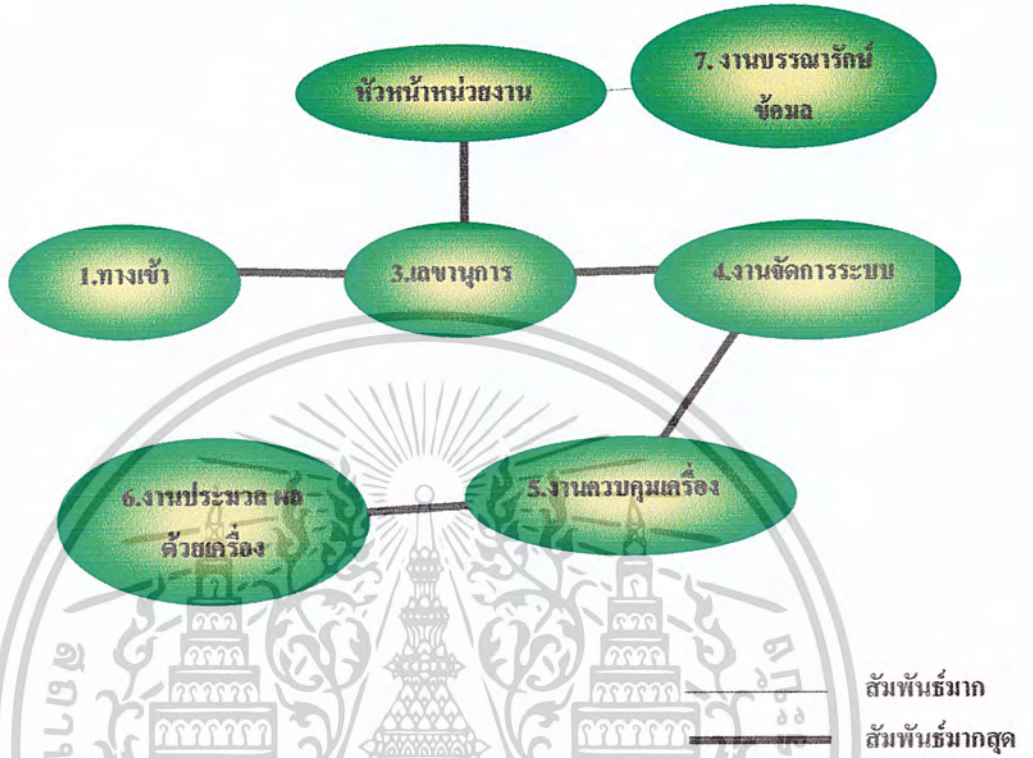 7. งานบรรณารักษ์
ข้อมูล
หัวหน้าหน่วยงาน
1.ทางเข้า
3.เลขานุการ
4.งานจัดการระบบ
6.งานประมวล ผล
ด้วยเครื่อง
5.งานควบคุมเครื่อง
สัมพันธ์มาก
สัมพันธ์มากสุด